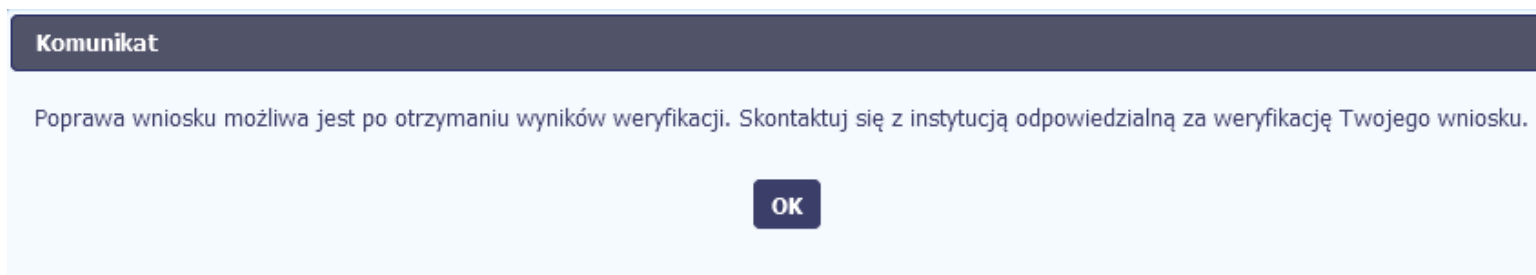 Komunikat
Poprawa wniosku możliwa jest po otrzymaniu wyników weryfikacji. Skontaktuj się z instytucją odpowiedzialną za weryfikację Twojego wniosku.
OK